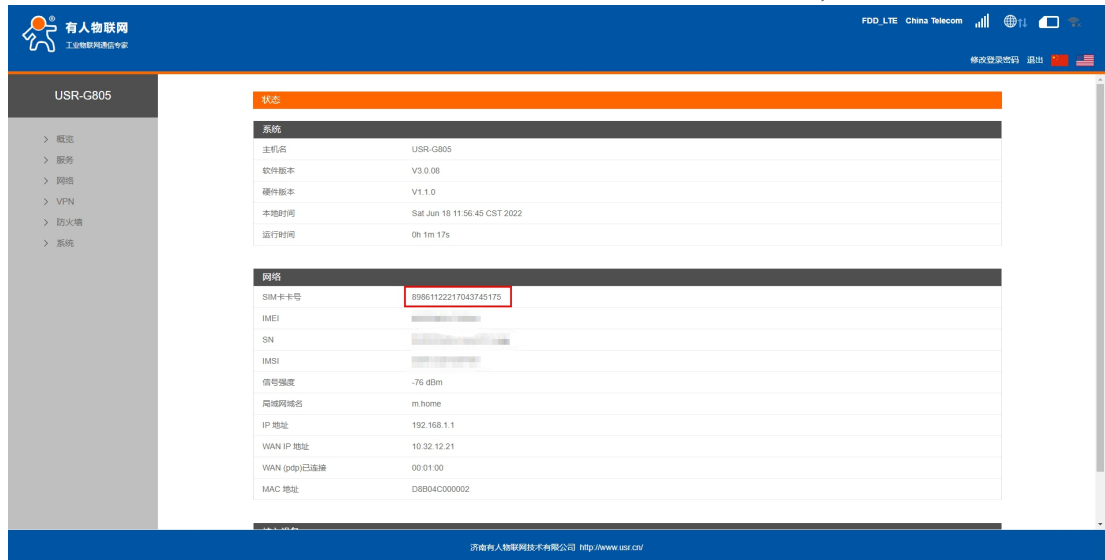 有人物联网
工业物联网通信专家
FDD_LTE China Telecom
修改登录密码 退出
USR-G805
> 概览
> 服务
> 网络
> VPN
> 防火墙
> 系统
状态
系统
主机名 USR-G805
软件版本 V3.0.08
硬件版本 V1.1.0
本地时间 Sat Jun 18 11:56:45 CST 2022
运行时间 0h 1m 17s
网络
SIM卡卡号 89861122217043745175
IMEI
SN
IMSI
信号强度 -76 dBm
局域网域名 m.home
IP 地址 192.168.1.1
WAN IP 地址 10.32.12.21
WAN (pdp)已连接 00:01:00
MAC 地址 D8B04C000002
济南有人物联网技术有限公司 http://www.usr.cn/